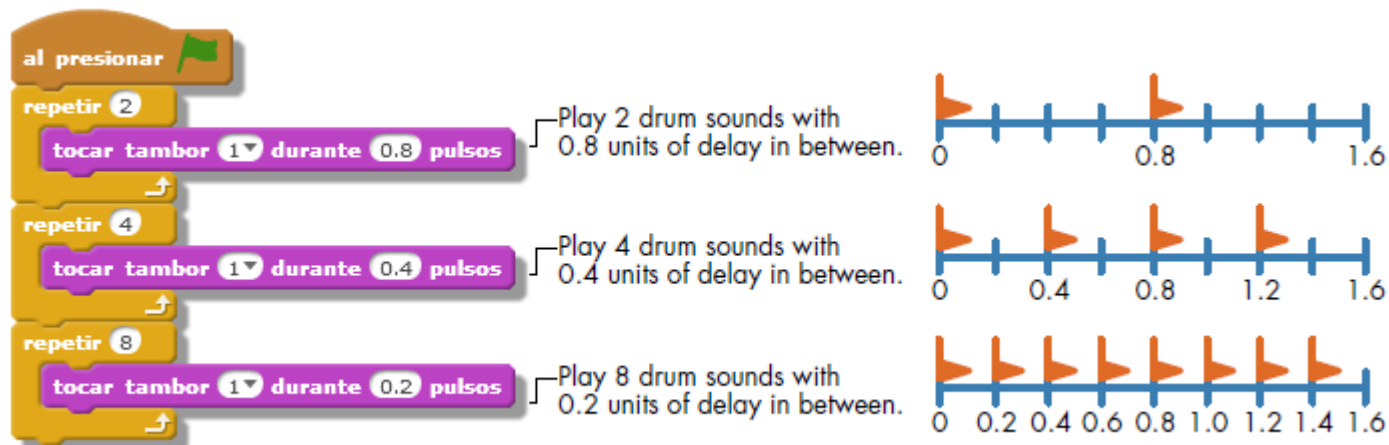 al presionar
repetir 2
tocar tambor 1 durante 0.8 pulsos
Play 2 drum sounds with
0.8 units of delay in between.
0 0.8 1.6
repetir 4
tocar tambor 1 durante 0.4 pulsos
Play 4 drum sounds with
0.4 units of delay in between.
0 0.4 0.8 1.2 1.6
repetir 8
tocar tambor 1 durante 0.2 pulsos
Play 8 drum sounds with
0.2 units of delay in between.
0 0.2 0.4 0.6 0.8 1.0 1.2 1.4 1.6